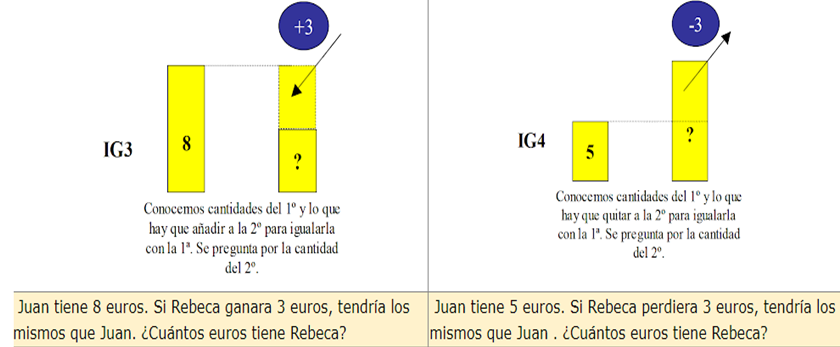 +3
IG3
8
?
Conocemos cantidades del 1º y lo que
hay que añadir a la 2º para igualarla
con la 1ª. Se pregunta por la cantidad
del 2º.
Juan tiene 8 euros. Si Rebeca ganara 3 euros, tendría los
mismos que Juan. ¿Cuántos euros tiene Rebeca?
-3
IG4
5
?
Conocemos cantidades del 1º y lo que
hay que quitar a la 2º para igualarla
con la 1ª. Se pregunta por la cantidad
del 2º.
Juan tiene 5 euros. Si Rebeca perdiera 3 euros, tendría los
mismos que Juan . ¿Cuántos euros tiene Rebeca?